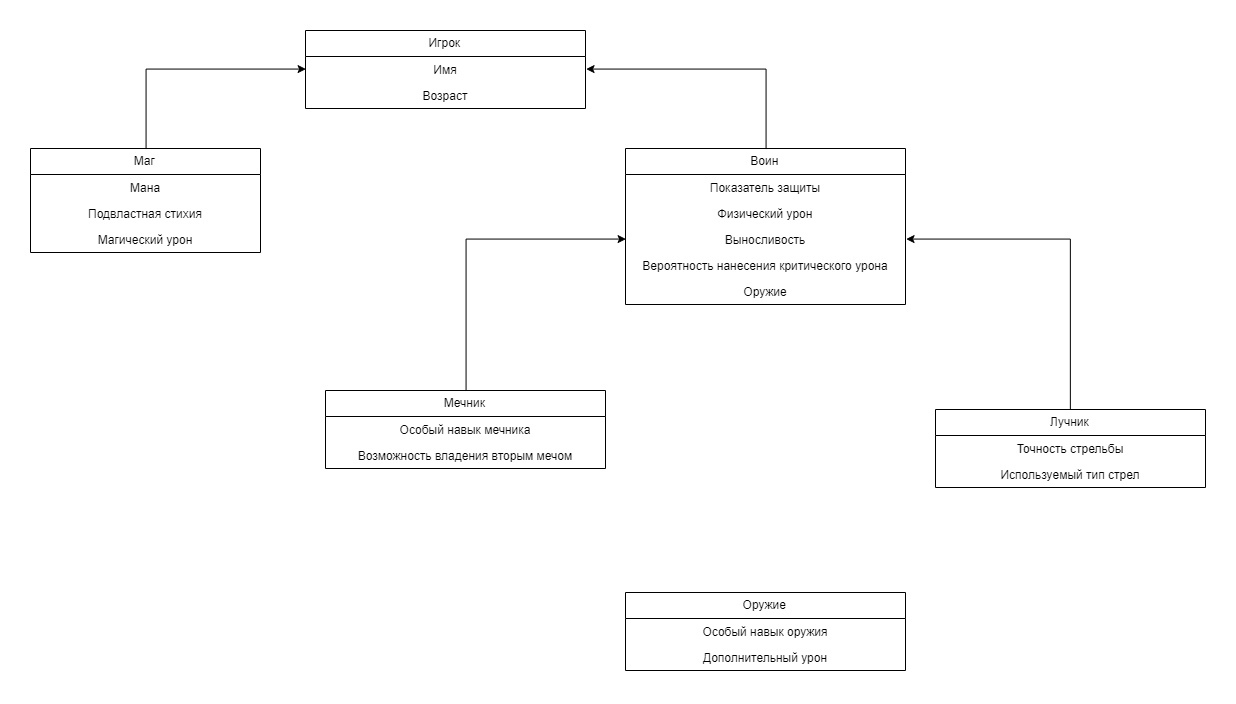 Игрок
Имя
Возраст
Маг
Мана
Подвластная стихия
Магический урон
Воин
Показатель защиты
Физический урон
Выносливость
Вероятность нанесения критического урона
Оружие
Мечник
Особый навык мечника
Возможность владения вторым мечом
Лучник
Точность стрельбы
Используемый тип стрел
Оружие
Особый навык оружия
Дополнительный урон